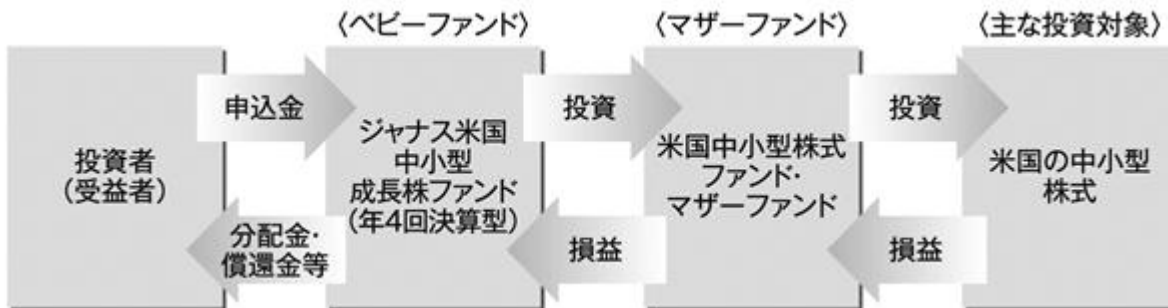 〈ベビーファンド〉
〈マザーファンド〉
〈主な投資対象〉
投資者
(受益者)
申込金
分配金・
償還金等
ジャナス米国
中小型
成長株ファンド
(年4回決算型)
投資
損益
米国中小型株式
ファンド・
マザーファンド
投資
損益
米国の中小型
株式